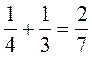 1/4 + 1/3 = 2/7